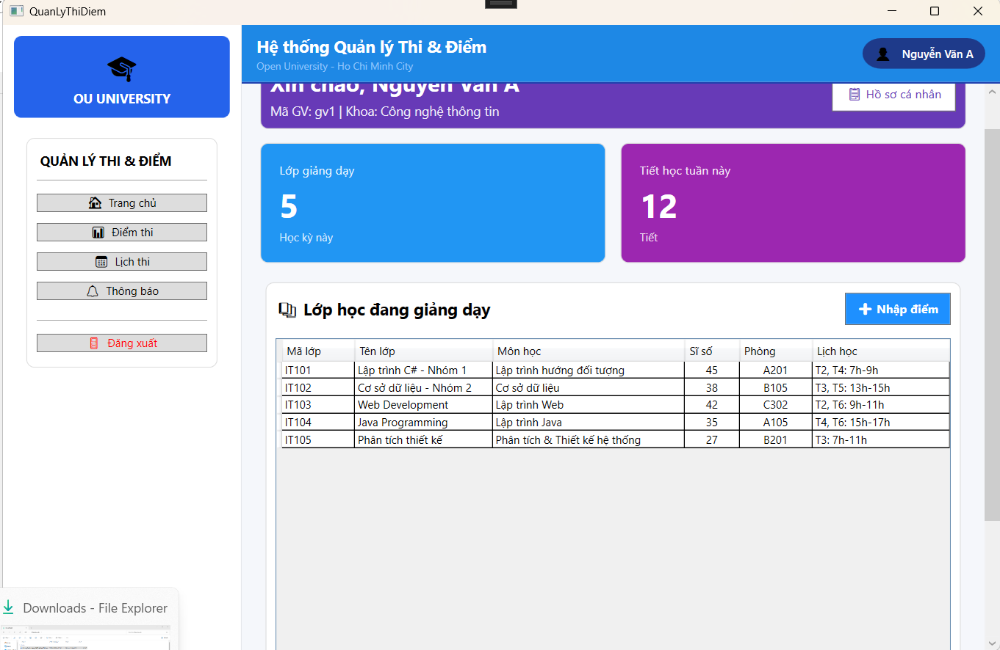 QuanLyThiDiem
OU UNIVERSITY
QUẢN LÝ THI & ĐIỂM
Trang chủ
Điểm thi
Lịch thi
Thông báo
Đăng xuất
Hệ thống Quản lý Thi & Điểm
Open University - Ho Chi Minh City
Nguyễn Văn A
Xin chào, Nguyễn Văn A
Mã GV: gv1 | Khoa: Công nghệ thông tin
Hồ sơ cá nhân
Lớp giảng dạy
5
Học kỳ này
Tiết học tuần này
12
Tiết
Lớp học đang giảng dạy
Nhập điểm
Mã lớp Tên lớp Môn học Sĩ số Phòng Lịch học
IT101 Lập trình C# - Nhóm 1 Lập trình hướng đối tượng 45 A201 T2, T4: 7h-9h
IT102 Cơ sở dữ liệu - Nhóm 2 Cơ sở dữ liệu 38 B105 T3, T5: 13h-15h
IT103 Web Development Lập trình Web 42 C302 T2, T6: 9h-11h
IT104 Java Programming Lập trình Java 35 A105 T4, T6: 15h-17h
IT105 Phân tích thiết kế Phân tích & Thiết kế hệ thống 27 B201 T3: 7h-11h
Downloads - File Explorer